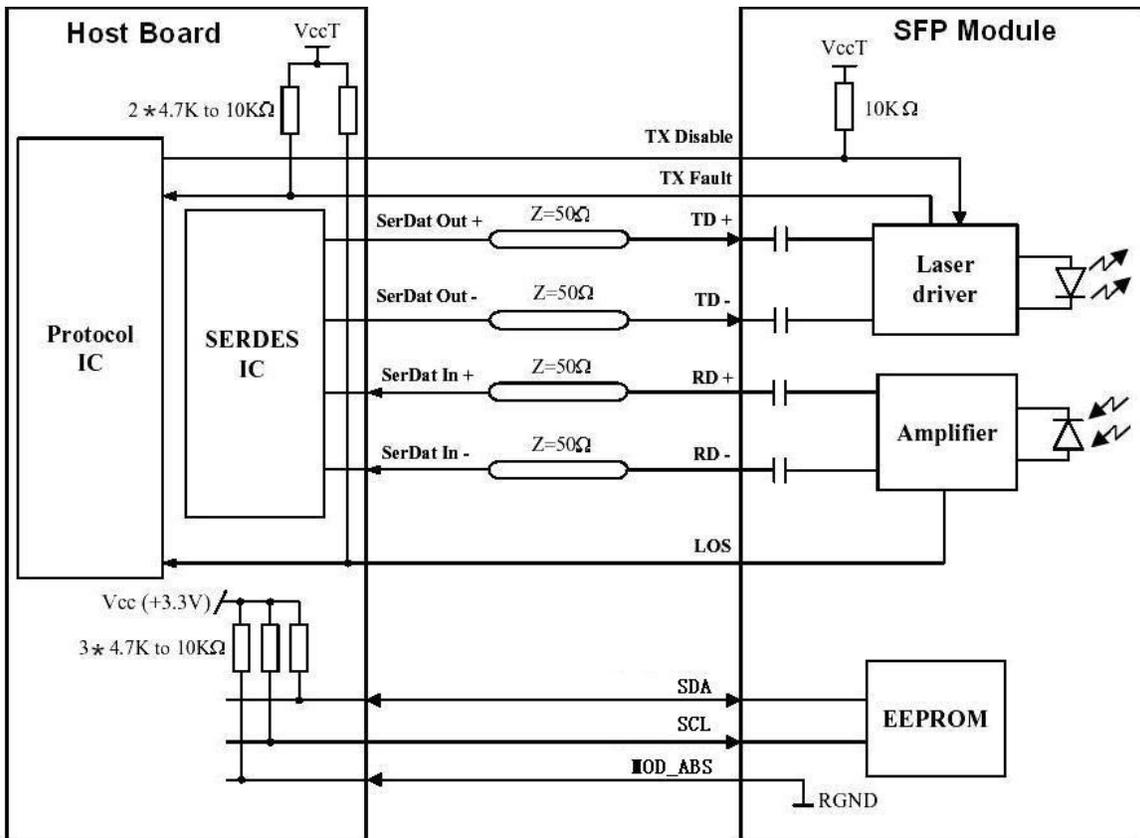 Host Board
SFP Module
VccT
VccT
2*4.7K to 10KΩ
10KΩ
TX Disable
TX Fault
SerDat Out +
Z=50Ω
TD +
SerDat Out -
Z=50Ω
TD -
Laser
driver
Protocol
IC
SERDES
IC
SerDat In +
Z=50Ω
RD +
SerDat In -
Z=50Ω
RD -
Amplifier
LOS
Vcc (+3.3V)
3*4.7K to 10KΩ
SDA
SCL
MOD_ABS
EEPROM
RGND